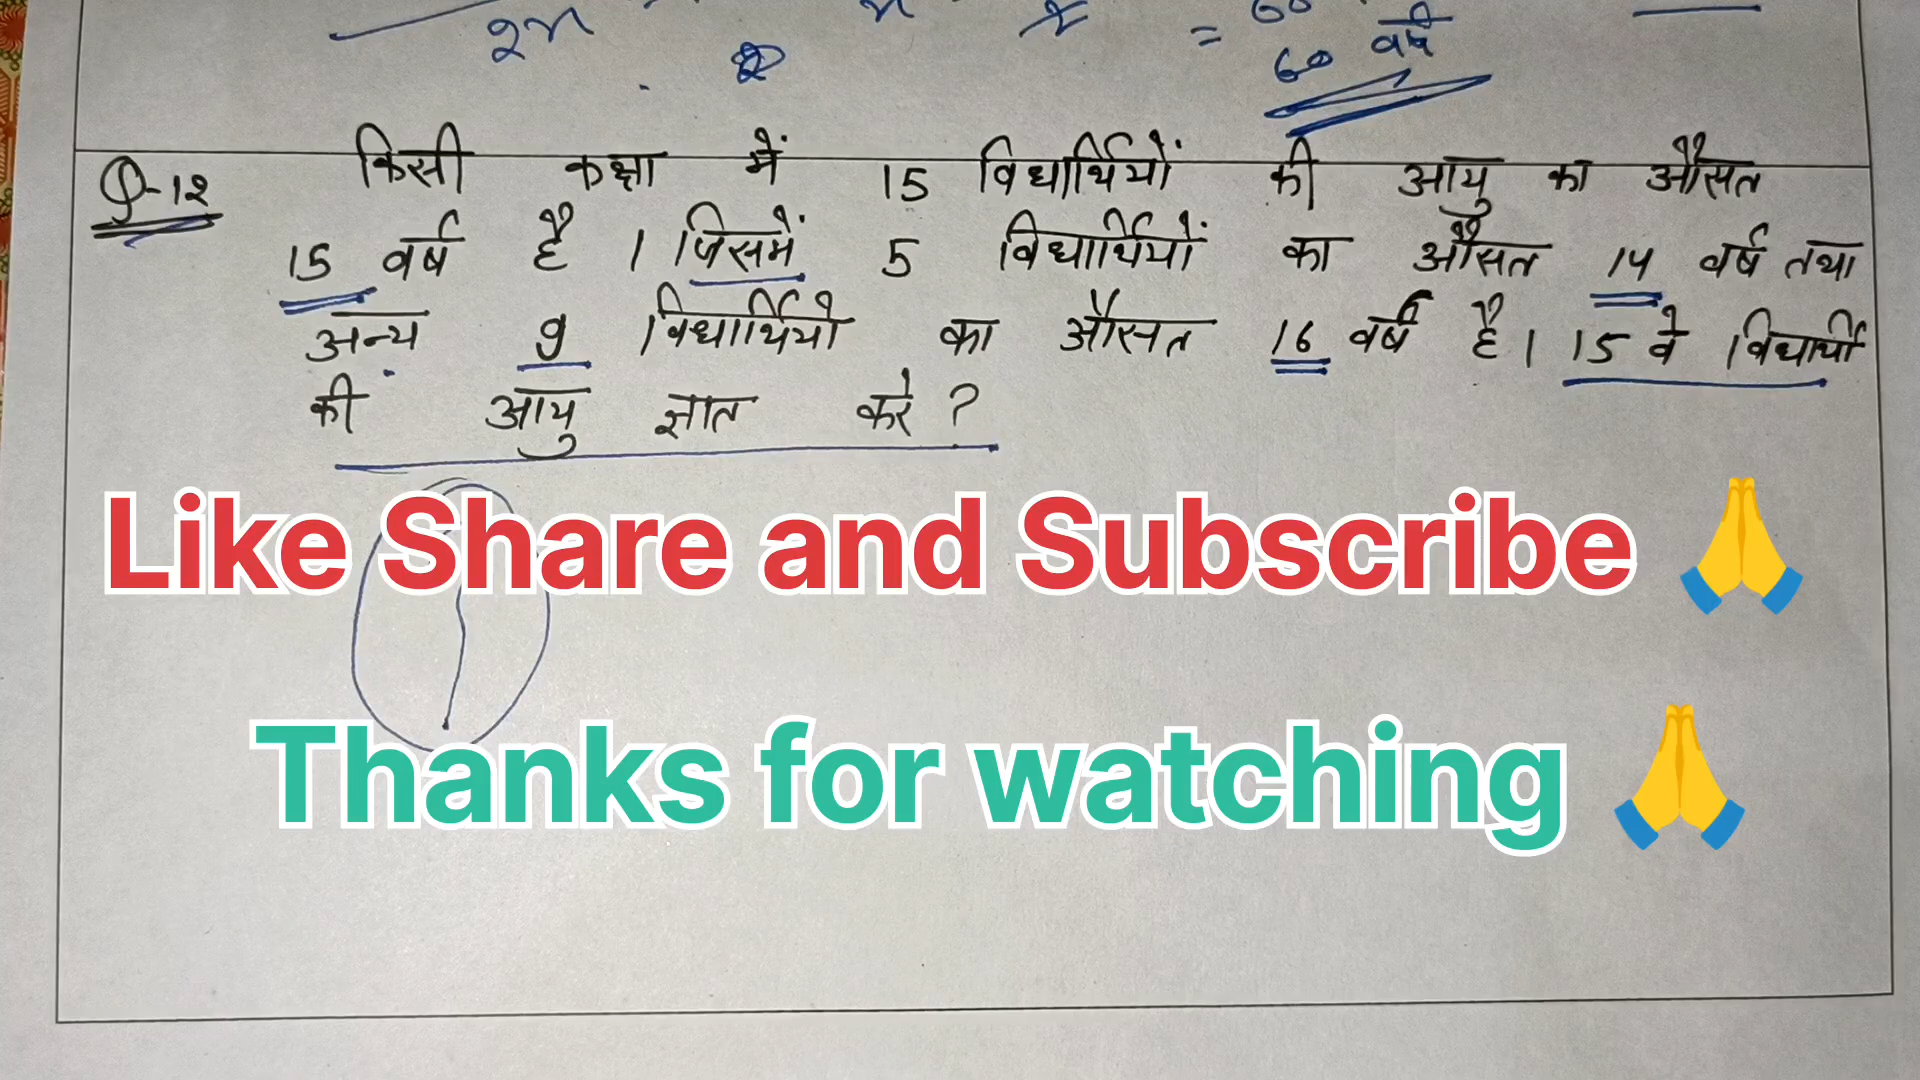 = 60
60 वर्ष
Q-12 किसी कक्षा में 15 विधार्थियों की आयु का औसत
15 वर्ष है । जिसमें 5 विधार्थियों का औसत 14 वर्ष तथा
अन्य 9 विधार्थियो का औसत 16 वर्ष है। 15 वे विधार्थी
की आयु ज्ञात करे ?
Like Share and Subscribe 🙏
Thanks for watching 🙏